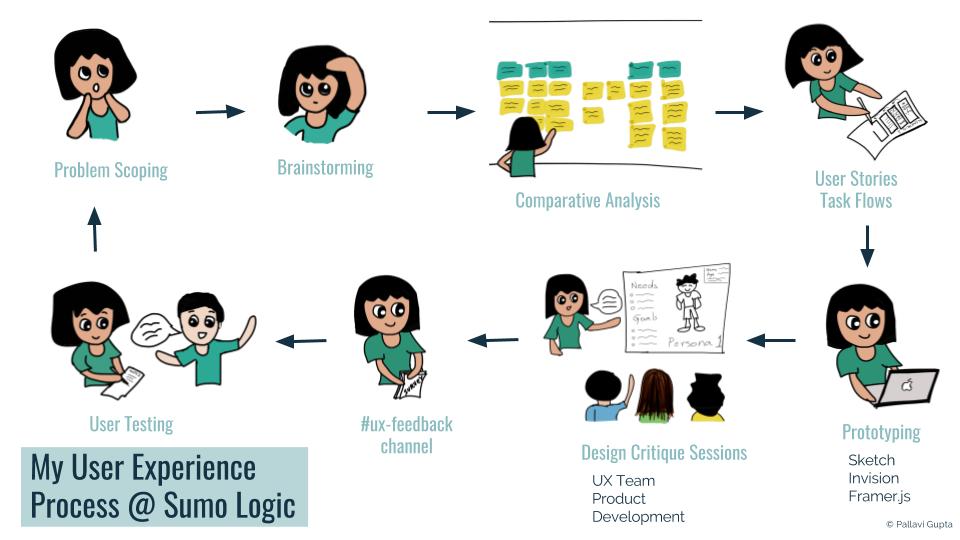 Problem Scoping
Brainstorming
Comparative Analysis
User Stories
Task Flows
Prototyping
Sketch
Invision
Framer.js
Needs
Goals
Persona 1
Design Critique Sessions
UX Team
Product
Development
SURVEY
#ux-feedback
channel
User Testing
My User Experience
Process @ Sumo Logic
© Pallavi Gupta